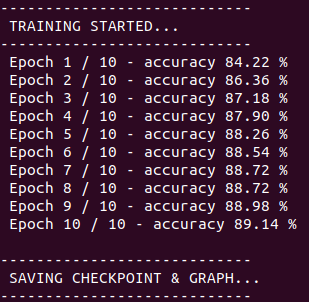 ----------------------------
TRAINING STARTED...
----------------------------
Epoch 1 / 10 - accuracy 84.22 %
Epoch 2 / 10 - accuracy 86.36 %
Epoch 3 / 10 - accuracy 87.18 %
Epoch 4 / 10 - accuracy 87.90 %
Epoch 5 / 10 - accuracy 88.26 %
Epoch 6 / 10 - accuracy 88.54 %
Epoch 7 / 10 - accuracy 88.72 %
Epoch 8 / 10 - accuracy 88.72 %
Epoch 9 / 10 - accuracy 88.98 %
Epoch 10 / 10 - accuracy 89.14 %
----------------------------
SAVING CHECKPOINT & GRAPH...
----------------------------